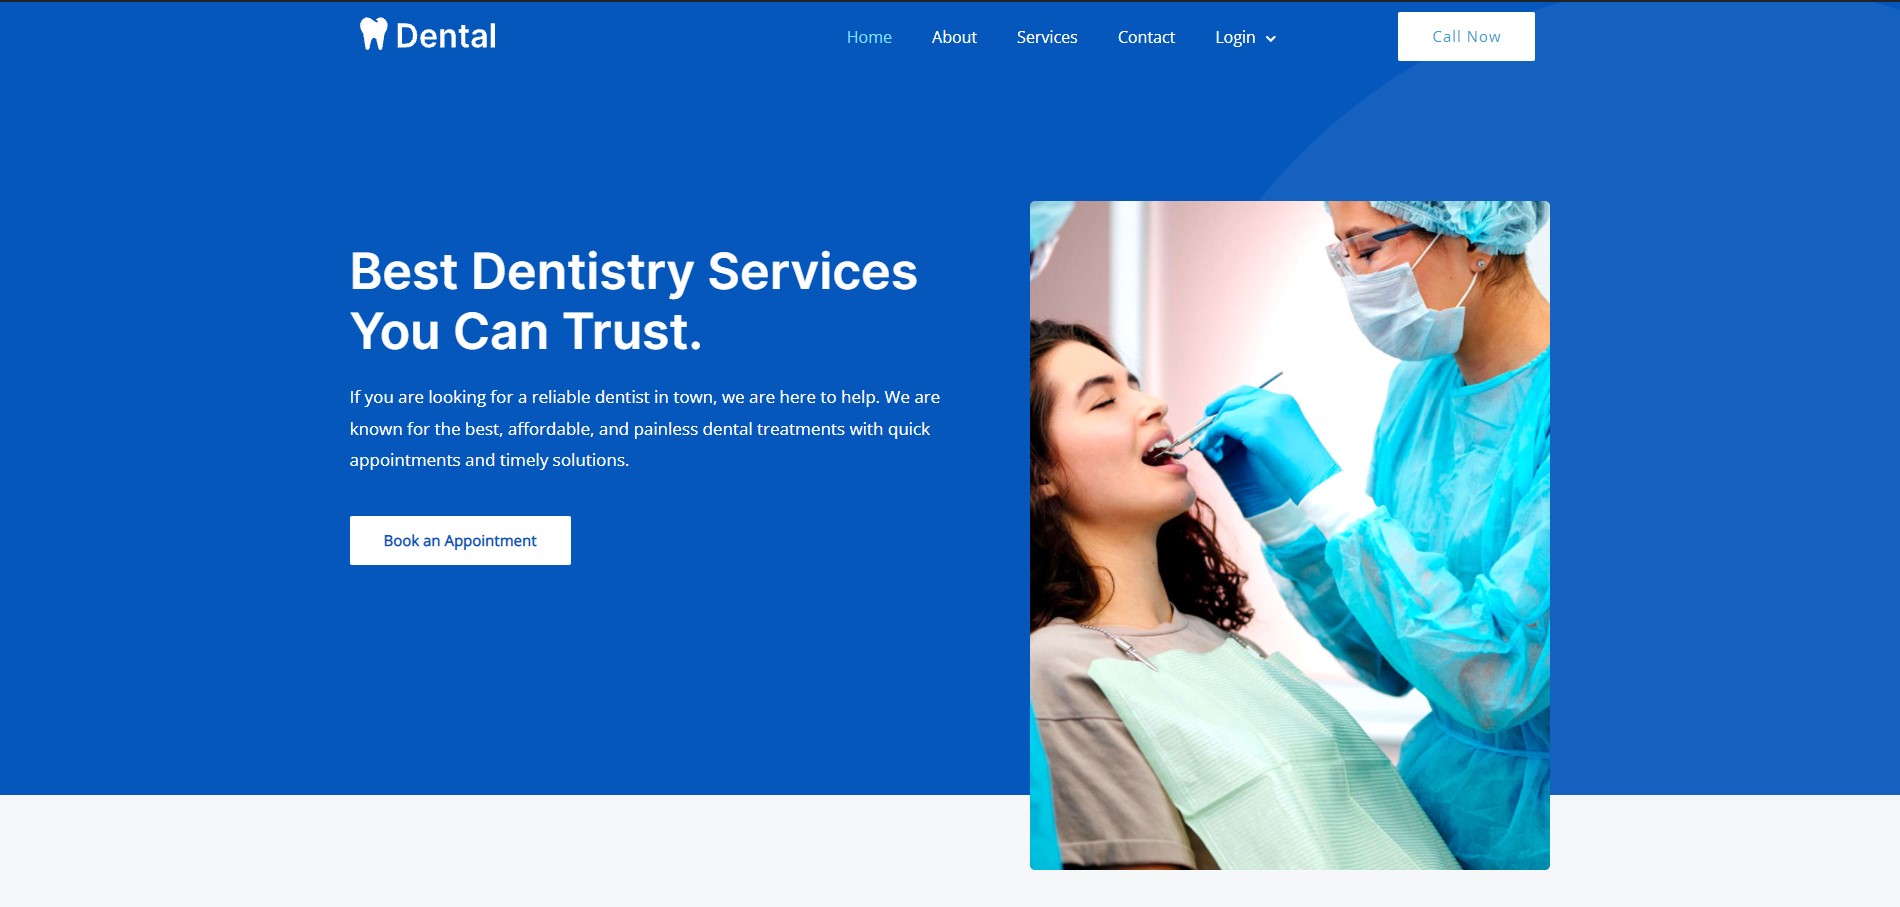 Dental
Home About Services Contact Login
Call Now
Best Dentistry Services
You Can Trust.
If you are looking for a reliable dentist in town, we are here to help. We are
known for the best, affordable, and painless dental treatments with quick
appointments and timely solutions.
Book an Appointment